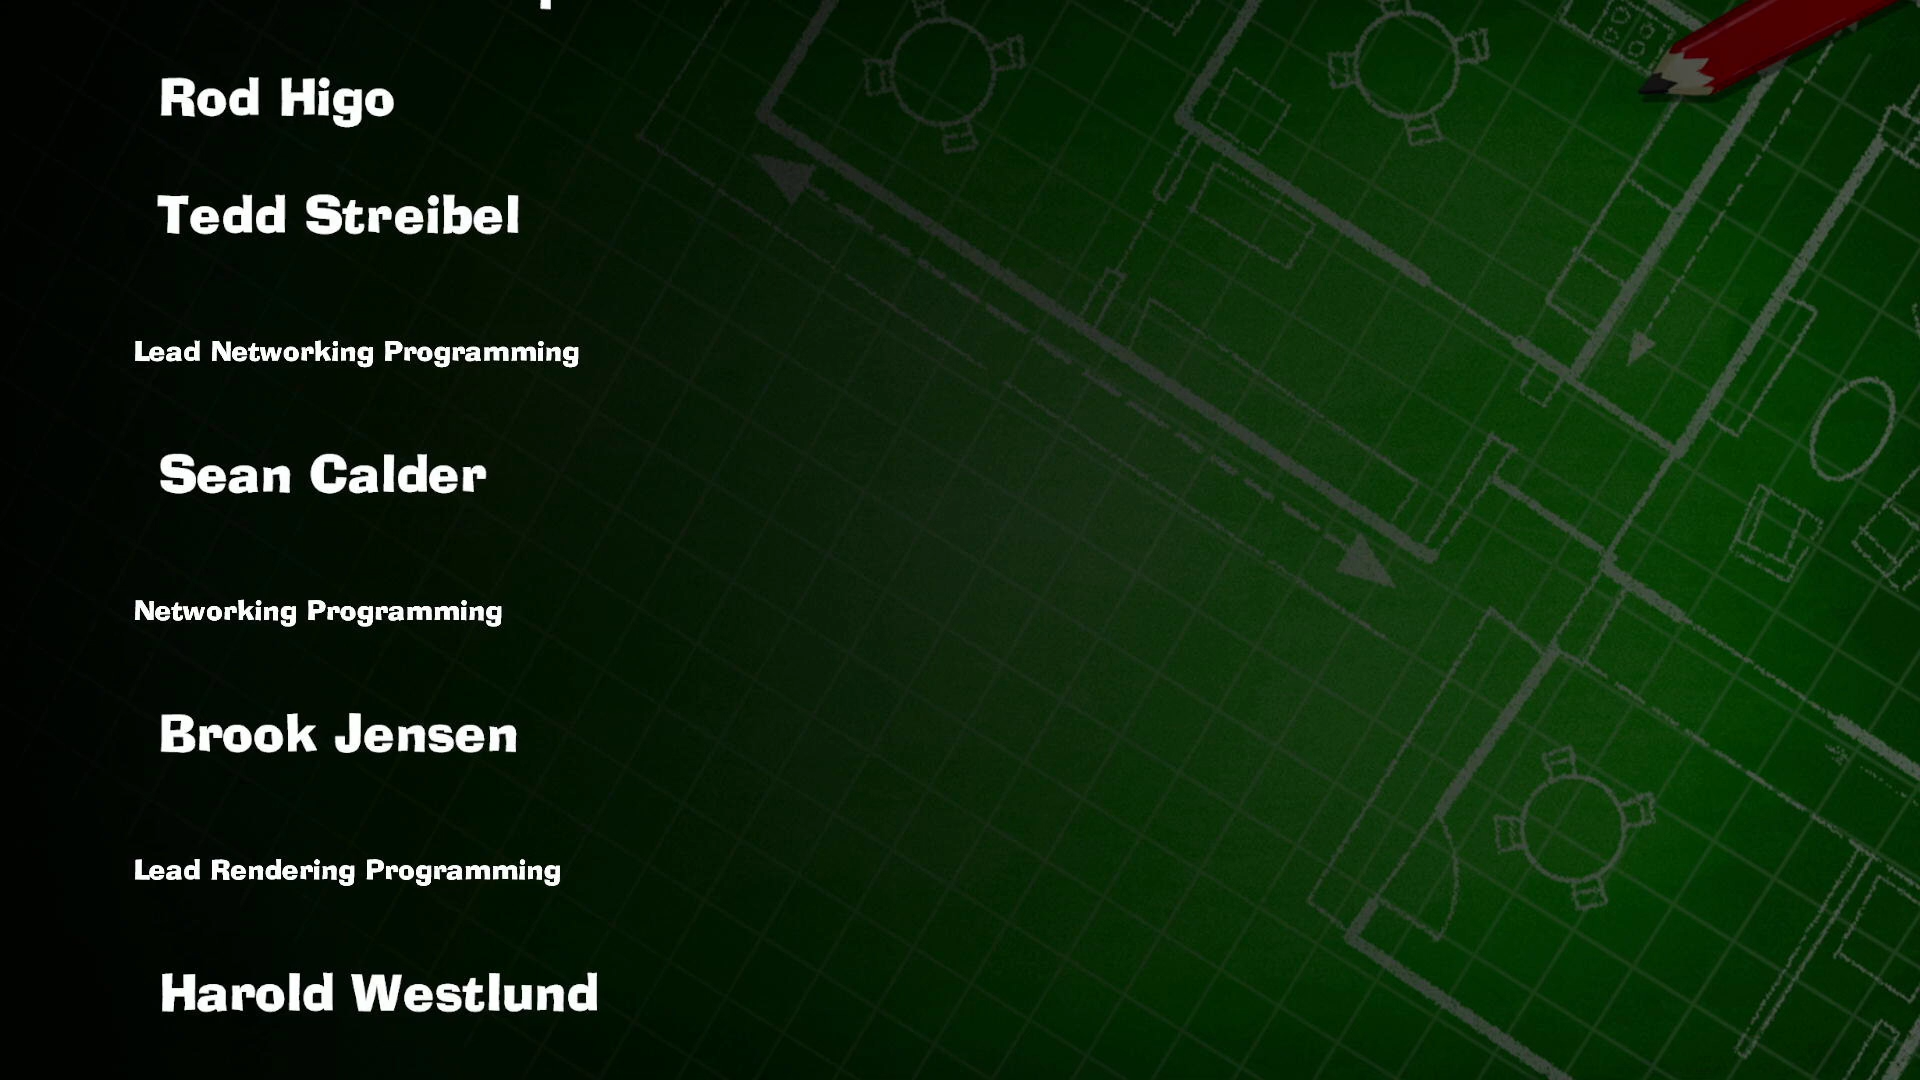 Rod Higo
Tedd Streibel
Lead Networking Programming
Sean Calder
Networking Programming
Brook Jensen
Lead Rendering Programming
Harold Westlund